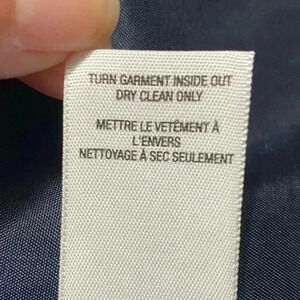 TURN GARMENT INSIDE OUT
DRY CLEAN ONLY
METTRE LE VETÊMENT À
L'ENVERS
NETTOYAGE À SEC SEULEMENT